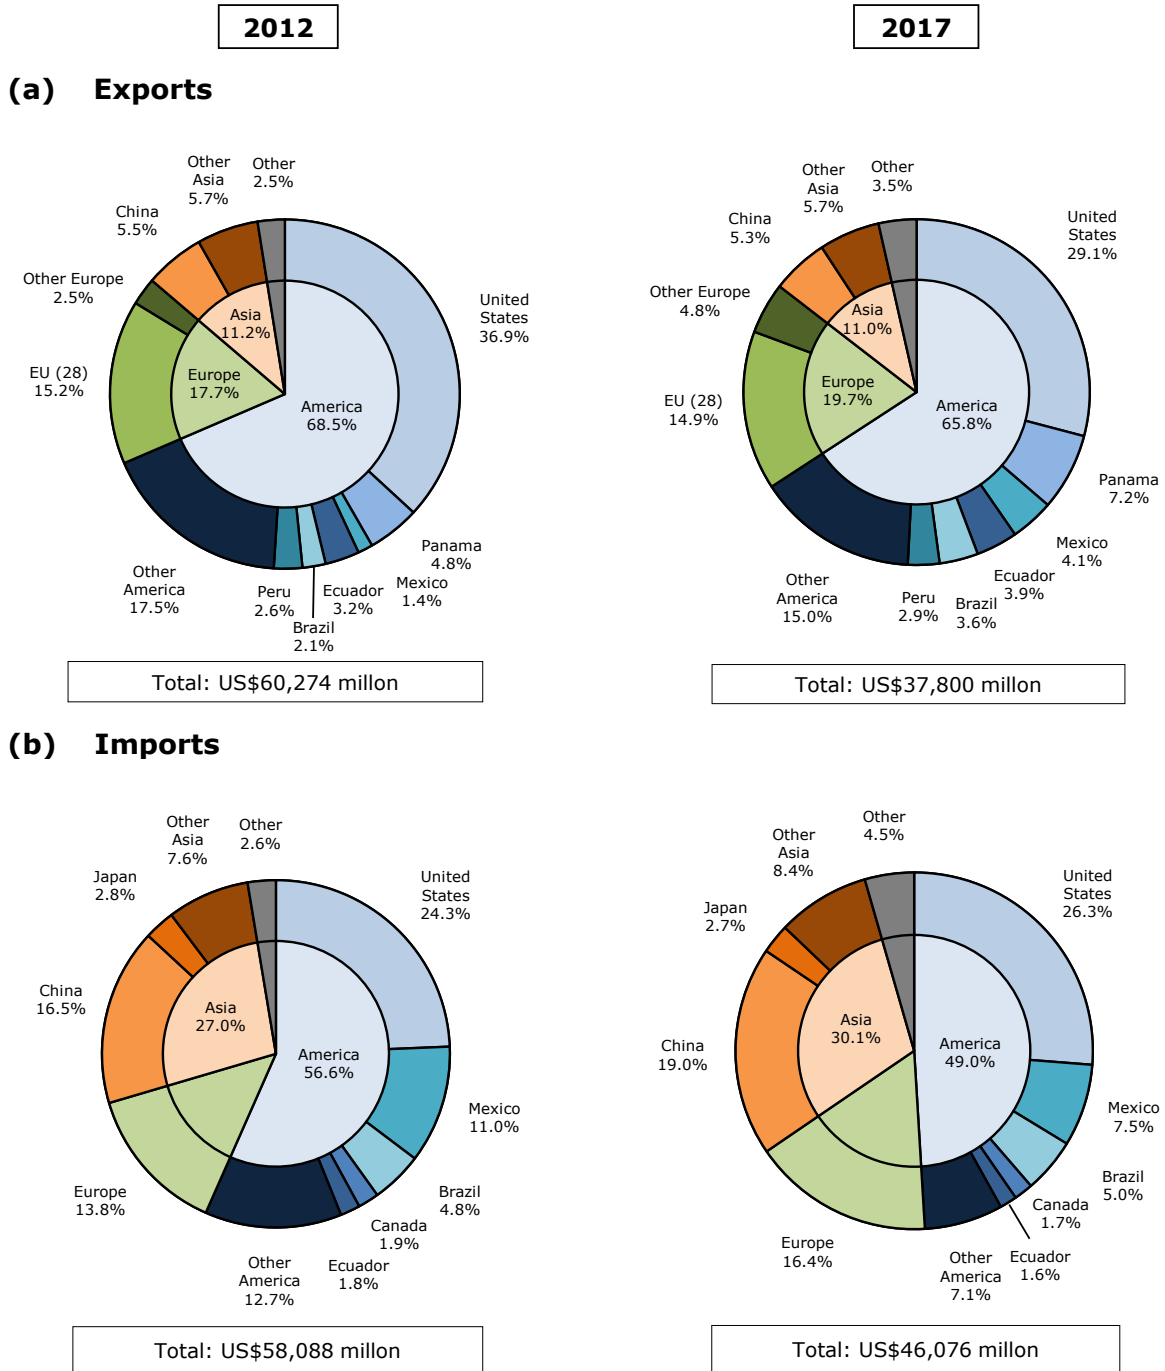 2012
2017
(a) Exports
Other
Asia
5.7%
Other
2.5%
China
5.5%
Other Europe
2.5%
EU (28)
15.2%
United
States
36.9%
Asia
11.2%
Europe
17.7%
America
68.5%
Panama
4.8%
Mexico
1.4%
Ecuador
3.2%
Brazil
2.1%
Peru
2.6%
Other
America
17.5%
Total: US$60,274 millon
Other
Asia
5.7%
Other
3.5%
China
5.3%
Other Europe
4.8%
EU (28)
14.9%
United
States
29.1%
Asia
11.0%
Europe
19.7%
America
65.8%
Panama
7.2%
Mexico
4.1%
Ecuador
3.9%
Brazil
3.6%
Peru
2.9%
Other
America
15.0%
Total: US$37,800 millon
(b) Imports
Other
Asia
7.6%
Other
2.6%
Japan
2.8%
China
16.5%
United
States
24.3%
Asia
27.0%
America
56.6%
Mexico
11.0%
Brazil
4.8%
Canada
1.9%
Ecuador
1.8%
Other
America
12.7%
Europe
13.8%
Total: US$58,088 millon
Other
Asia
8.4%
Other
4.5%
Japan
2.7%
China
19.0%
United
States
26.3%
Asia
30.1%
America
49.0%
Mexico
7.5%
Brazil
5.0%
Canada
1.7%
Ecuador
1.6%
Other
America
7.1%
Europe
16.4%
Total: US$46,076 millon